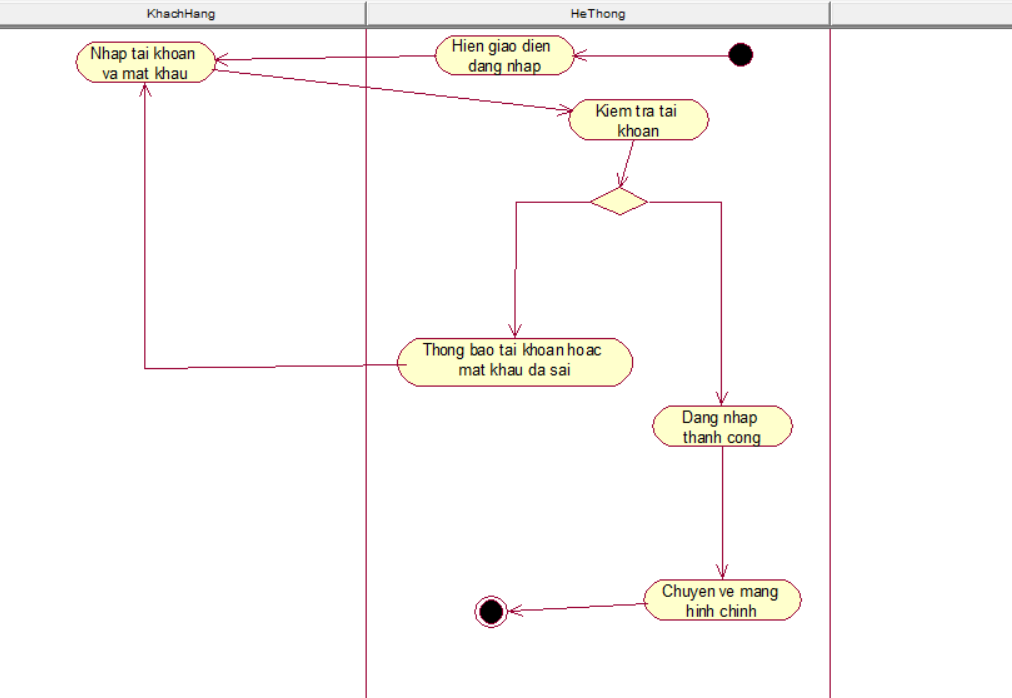 KhachHang
HeThong
Nhap tai khoan
va mat khau
Hien giao dien
dang nhap
Kiem tra tai
khoan
Thong bao tai khoan hoac
mat khau da sai
Dang nhap
thanh cong
Chuyen ve mang
hinh chinh